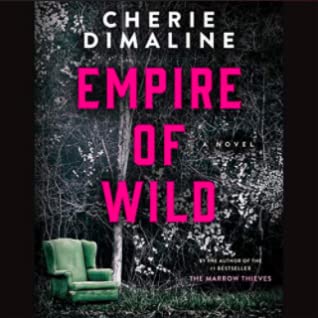 CHERIE
DIMALINE
EMPIRE
OF
A NOVEL
WILD
BY THE AUTHOR OF THE
#1 BESTSELLER
THE MARROW THIEVES